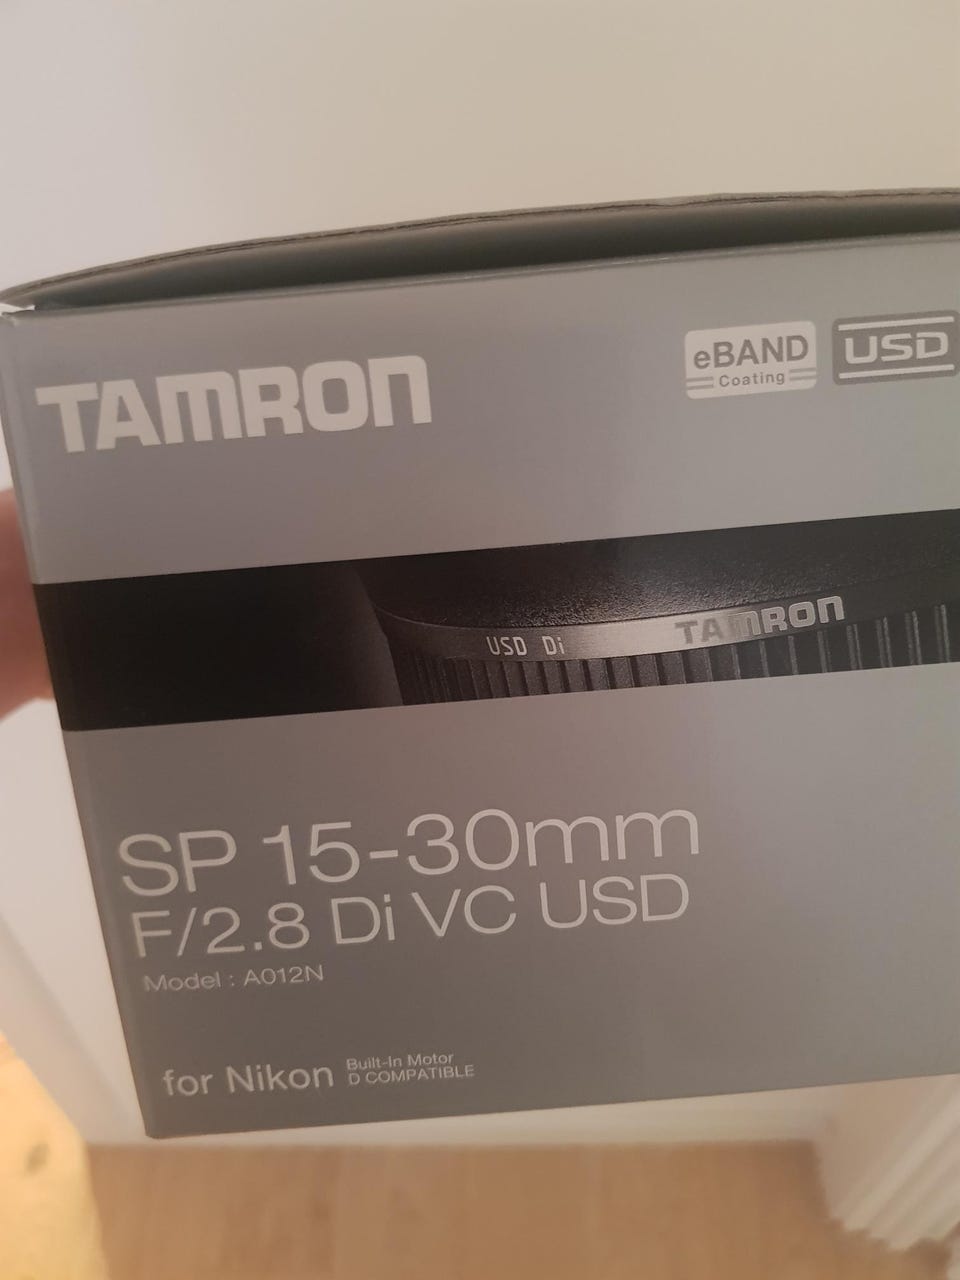 TAMRON
eBAND
Coating
USD
USD Di
TAMRON
SP 15-30mm
F/2.8 Di VC USD
Model : A012N
for Nikon
Built-In Motor
D COMPATIBLE